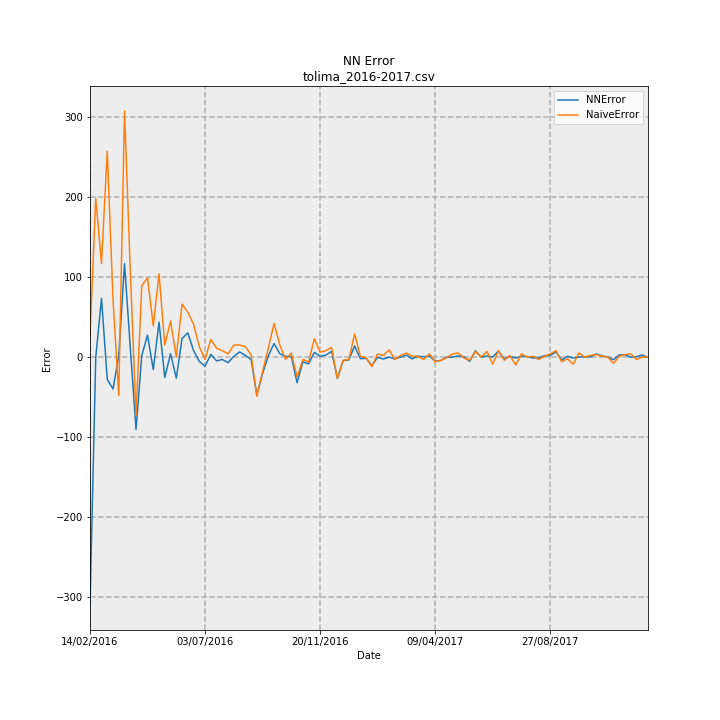 NN Error
tolima_2016-2017.csv
NNError
NaiveError
300
200
100
0
−100
−200
−300
Error
14/02/2016
03/07/2016
20/11/2016
09/04/2017
27/08/2017
Date